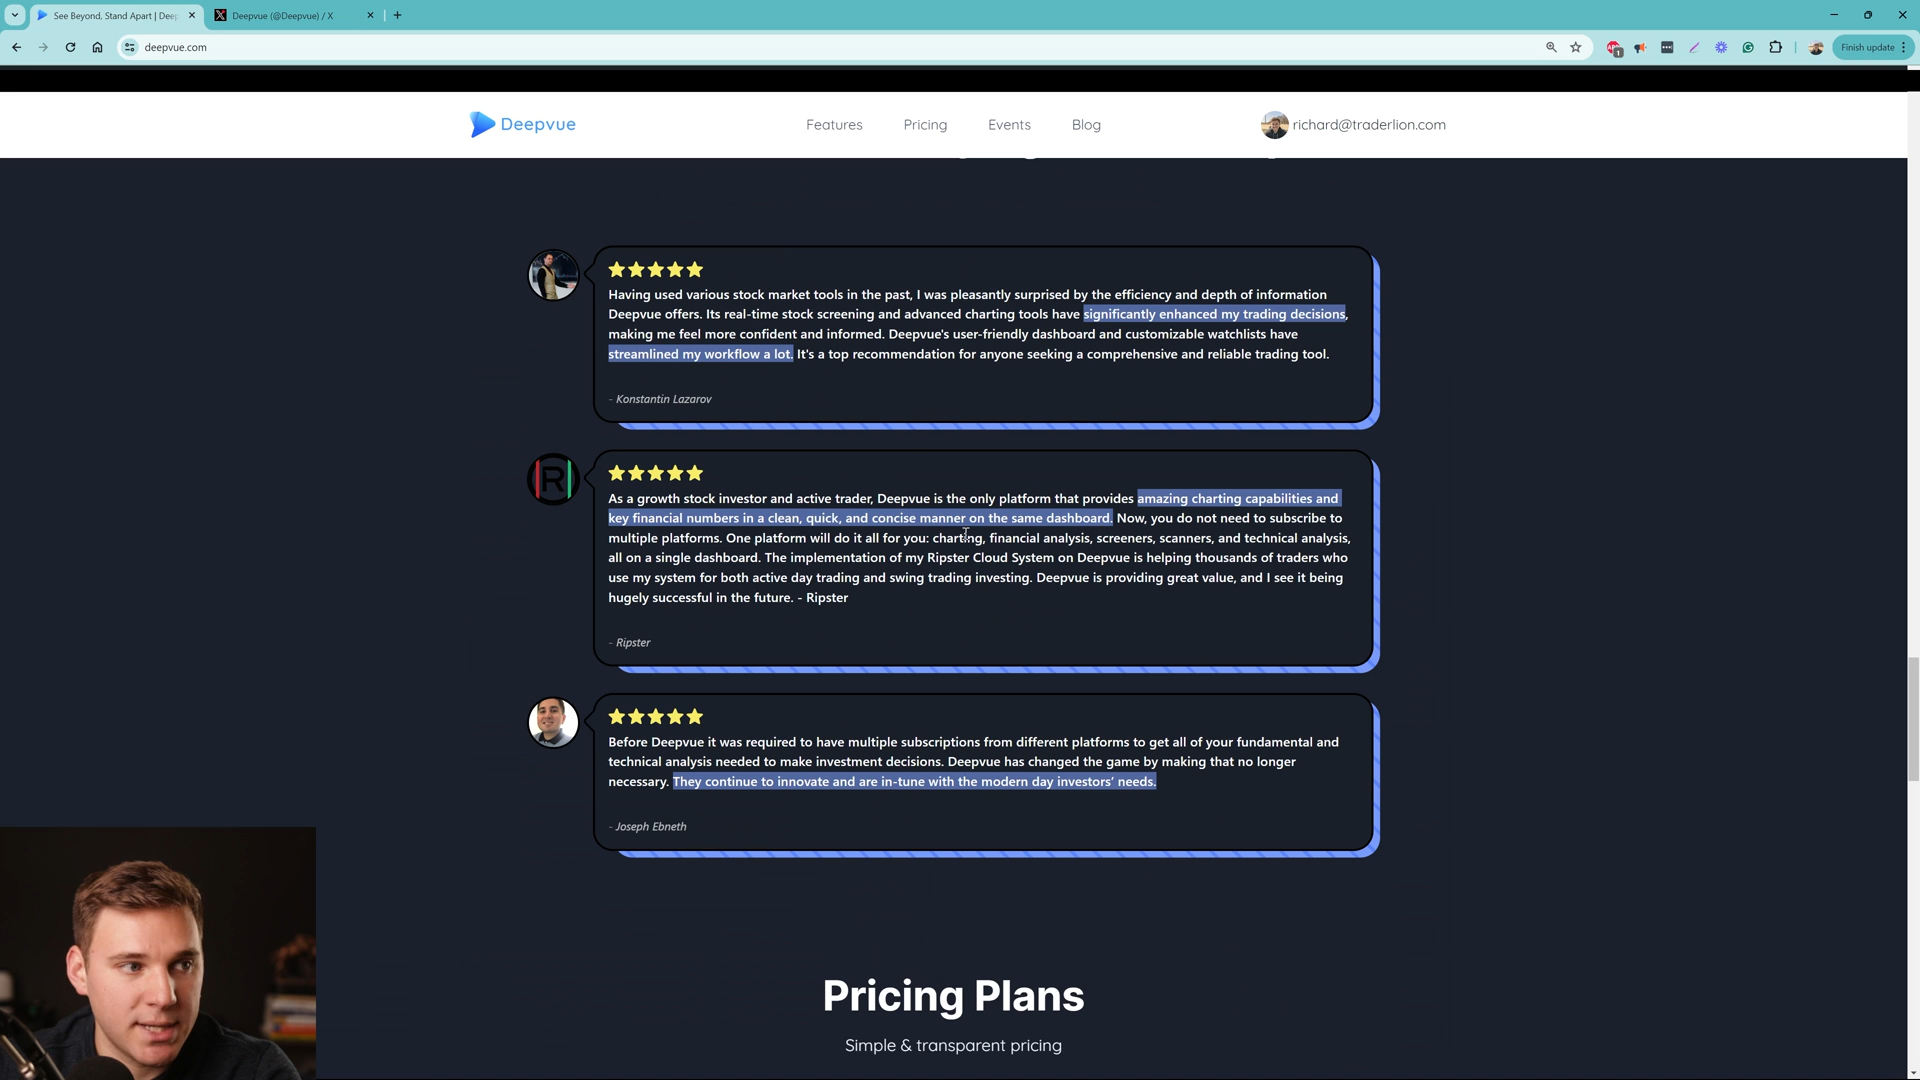 See Beyond, Stand Apart | Deep
Deepvue (@Deepvue) / X
deepvue.com
Finish update
Deepvue
Features
Pricing
Events
Blog
richard@traderlion.com
Having used various stock market tools in the past, I was pleasantly surprised by the efficiency and depth of information
Deepvue offers. Its real-time stock screening and advanced charting tools have significantly enhanced my trading decisions,
making me feel more confident and informed. Deepvue's user-friendly dashboard and customizable watchlists have
streamlined my workflow a lot. It's a top recommendation for anyone seeking a comprehensive and reliable trading tool.
- Konstantin Lazarov
R
As a growth stock investor and active trader, Deepvue is the only platform that provides amazing charting capabilities and
key financial numbers in a clean, quick, and concise manner on the same dashboard. Now, you do not need to subscribe to
multiple platforms. One platform will do it all for you: charting, financial analysis, screeners, scanners, and technical analysis,
all on a single dashboard. The implementation of my Ripster Cloud System on Deepvue is helping thousands of traders who
use my system for both active day trading and swing trading investing. Deepvue is providing great value, and I see it being
hugely successful in the future. - Ripster
- Ripster
Before Deepvue it was required to have multiple subscriptions from different platforms to get all of your fundamental and
technical analysis needed to make investment decisions. Deepvue has changed the game by making that no longer
necessary. They continue to innovate and are in-tune with the modern day investors' needs.
- Joseph Ebneth
Pricing Plans
Simple & transparent pricing